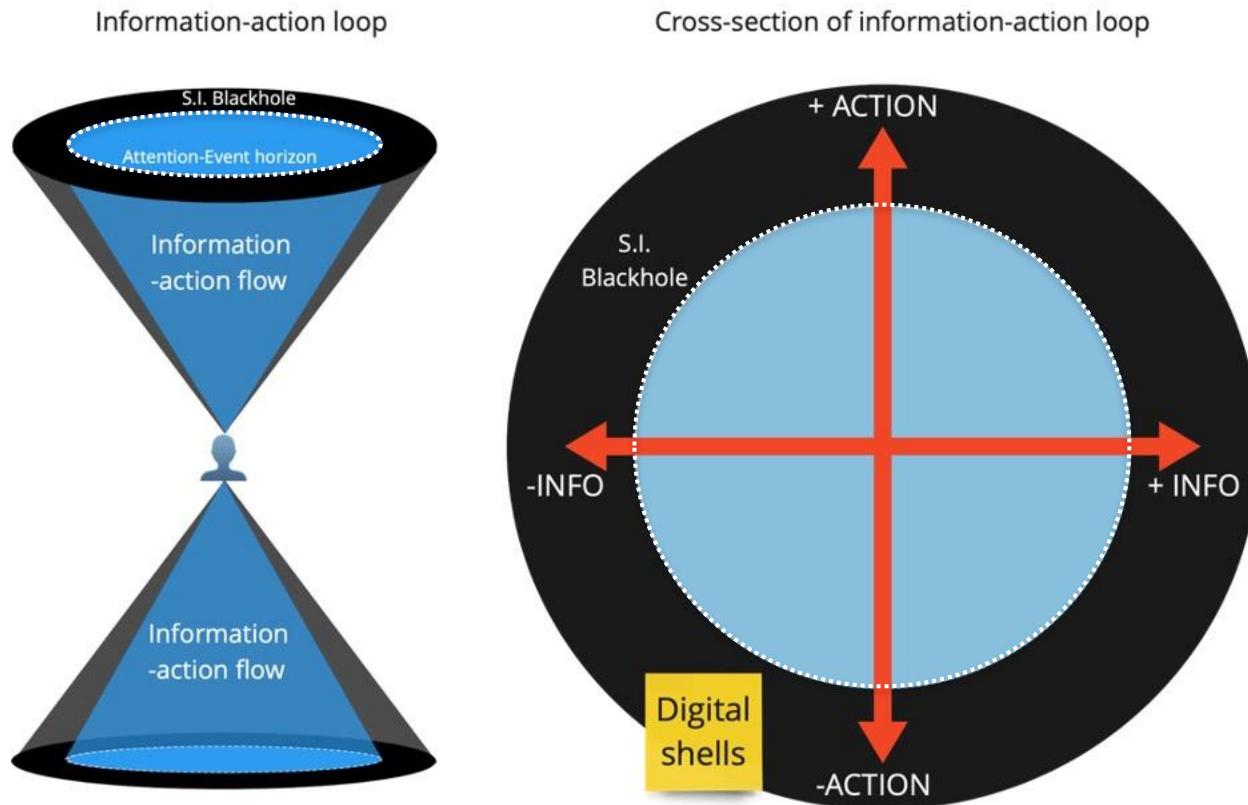 Information-action loop
S.I. Blackhole
Attention-Event horizon
Information
-action flow
Information
-action flow
Cross-section of information-action loop
+ ACTION
S.I.
Blackhole
-INFO
+ INFO
Digital
shells
-ACTION